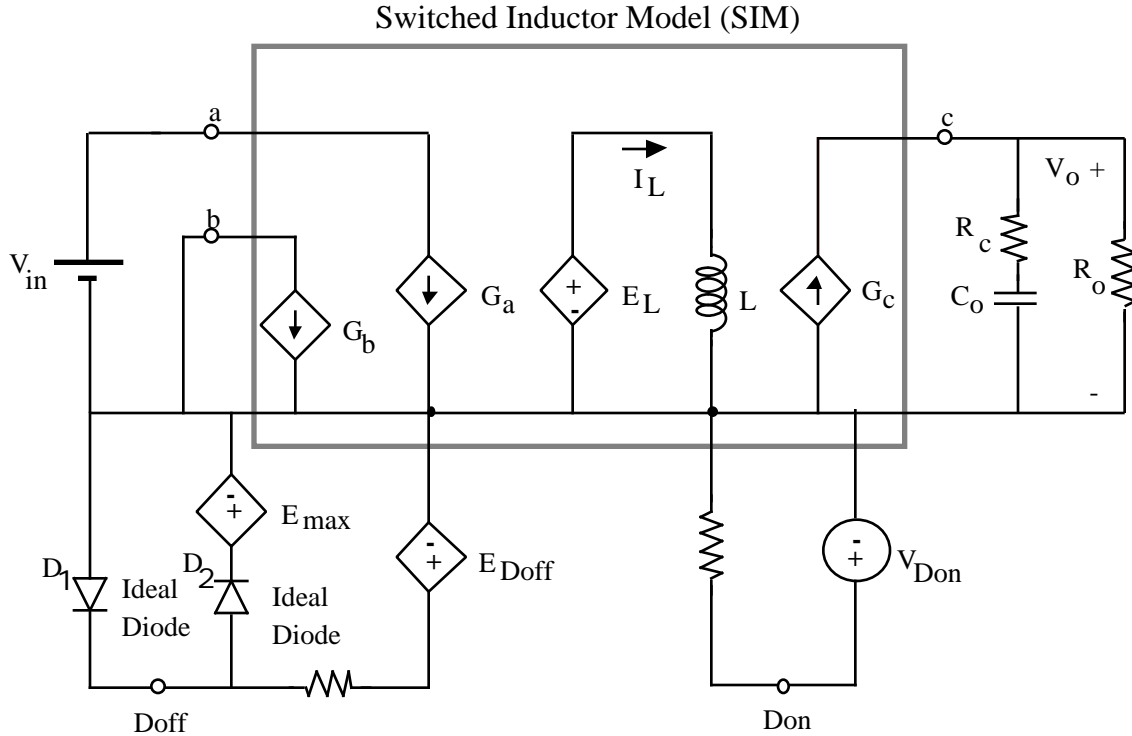 Switched Inductor Model (SIM)
a
c
b
I L
V o +
V in
R c
R o
G b
G a
E L
L
G c
C o
-
+ -
- +
E max
- +
E Doff
- +
V Don
D 1
D 2
Ideal Diode
Ideal Diode
Doff
Don